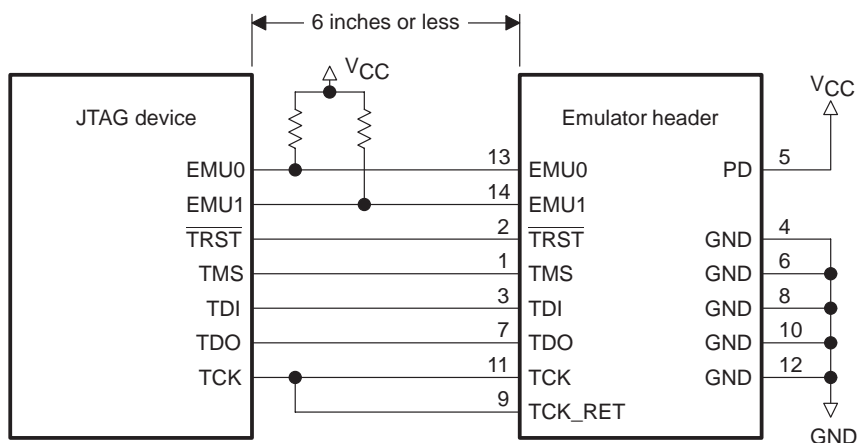 6 inches or less
VCC
VCC
JTAG device
Emulator header
EMU0 13 EMU0 PD 5
EMU1 14 EMU1
TRST 2 TRST GND 4
TMS 1 TMS GND 6
TDI 3 TDI GND 8
TDO 7 TDO GND 10
TCK 11 TCK GND 12
9 TCK_RET
GND